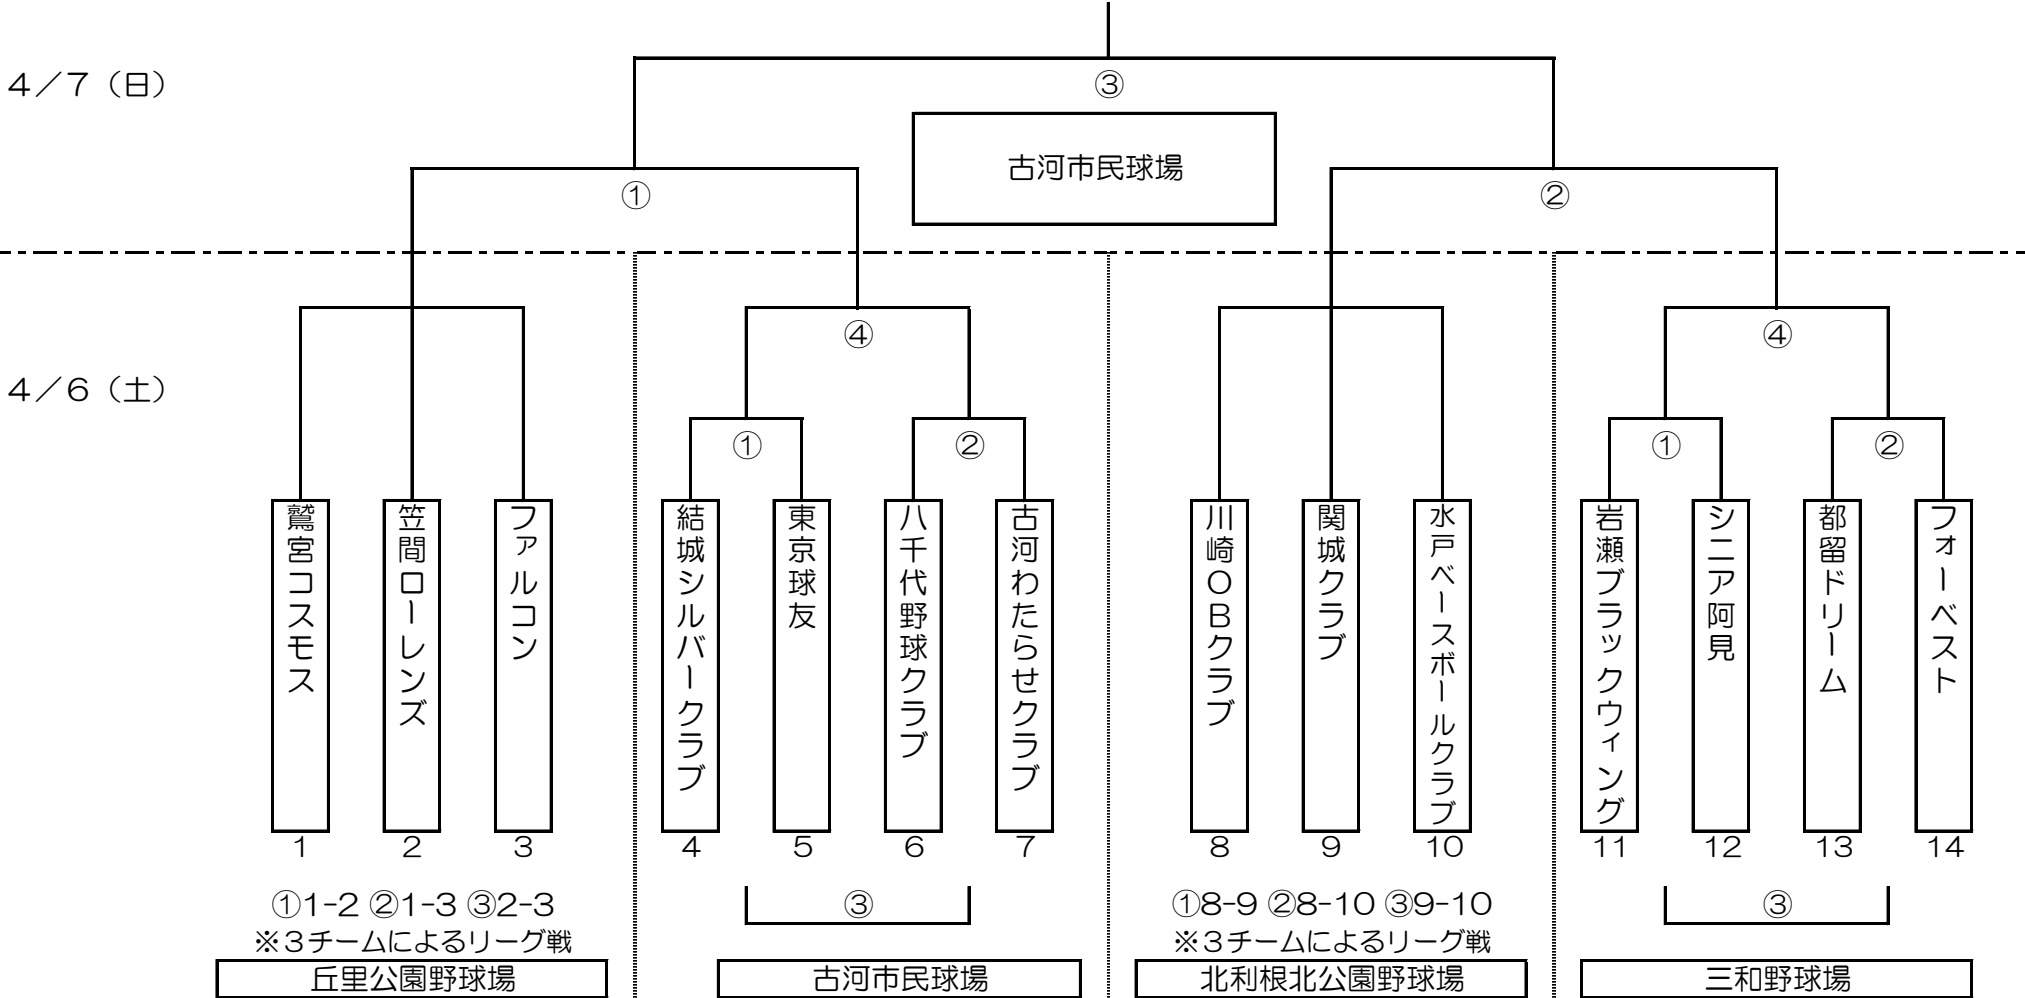 4/7（日）
③
古河市民球場
①
②
4/6（土）
④
④
①
②
①
②
鷲宮コスモス
笠間ローレンズ
ファルコン
結城シルバークラブ
東京球友
八千代野球クラブ
古河わたらせクラブ
川崎OBクラブ
関城クラブ
水戸ベースボールクラブ
岩瀬ブラックウィング
シニア阿見
都留ドリーム
フォーベスト
1 2 3 4 5 6 7 8 9 10 11 12 13 14
①1-2 ②1-3 ③2-3
③
①8-9 ②8-10 ③9-10
③
※3チームによるリーグ戦
※3チームによるリーグ戦
丘里公園野球場
古河市民球場
北利根北公園野球場
三和野球場